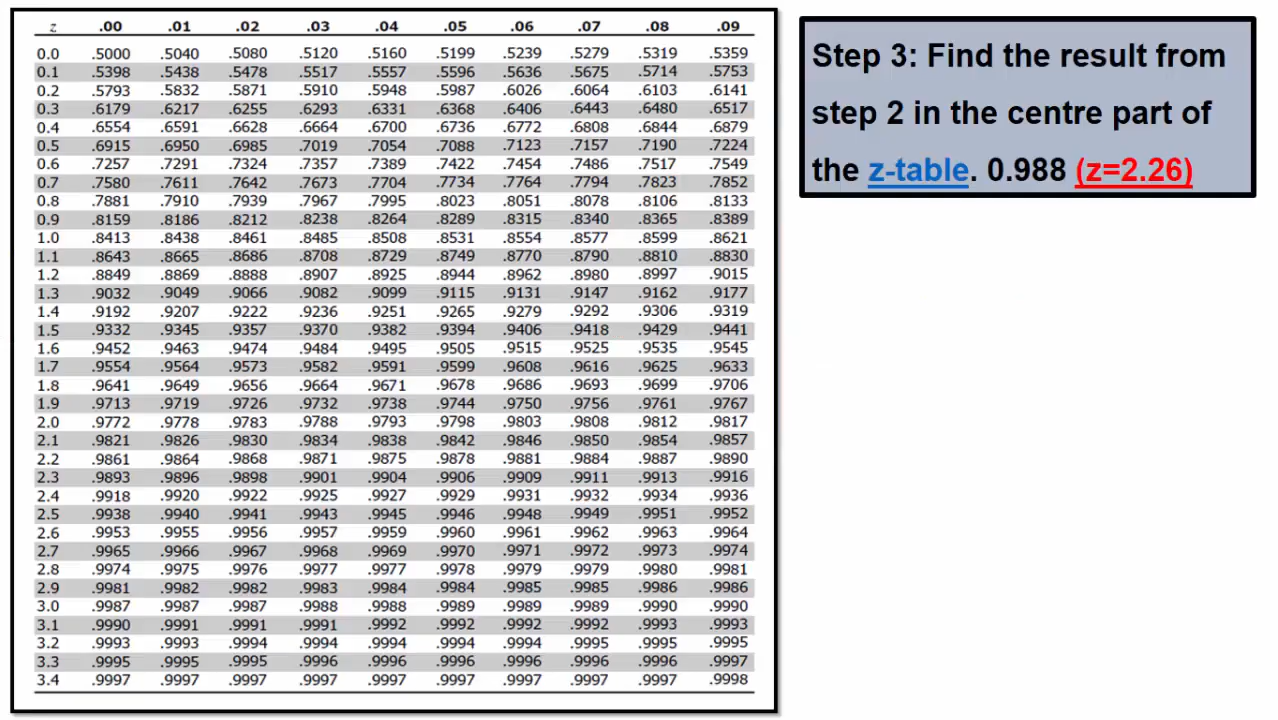 z .00 .01 .02 .03 .04 .05 .06 .07 .08 .09
0.0 .5000 .5040 .5080 .5120 .5160 .5199 .5239 .5279 .5319 .5359
0.1 .5398 .5438 .5478 .5517 .5557 .5596 .5636 .5675 .5714 .5753
0.2 .5793 .5832 .5871 .5910 .5948 .5987 .6026 .6064 .6103 .6141
0.3 .6179 .6217 .6255 .6293 .6331 .6368 .6406 .6443 .6480 .6517
0.4 .6554 .6591 .6628 .6664 .6700 .6736 .6772 .6808 .6844 .6879
0.5 .6915 .6950 .6985 .7019 .7054 .7088 .7123 .7157 .7190 .7224
0.6 .7257 .7291 .7324 .7357 .7389 .7422 .7454 .7486 .7517 .7549
0.7 .7580 .7611 .7642 .7673 .7704 .7734 .7764 .7794 .7823 .7852
0.8 .7881 .7910 .7939 .7967 .7995 .8023 .8051 .8078 .8106 .8133
0.9 .8159 .8186 .8212 .8238 .8264 .8289 .8315 .8340 .8365 .8389
1.0 .8413 .8438 .8461 .8485 .8508 .8531 .8554 .8577 .8599 .8621
1.1 .8643 .8665 .8686 .8708 .8729 .8749 .8770 .8790 .8810 .8830
1.2 .8849 .8869 .8888 .8907 .8925 .8944 .8962 .8980 .8997 .9015
1.3 .9032 .9049 .9066 .9082 .9099 .9115 .9131 .9147 .9162 .9177
1.4 .9192 .9207 .9222 .9236 .9251 .9265 .9279 .9292 .9306 .9319
1.5 .9332 .9345 .9357 .9370 .9382 .9394 .9406 .9418 .9429 .9441
1.6 .9452 .9463 .9474 .9484 .9495 .9505 .9515 .9525 .9535 .9545
1.7 .9554 .9564 .9573 .9582 .9591 .9599 .9608 .9616 .9625 .9633
1.8 .9641 .9649 .9656 .9664 .9671 .9678 .9686 .9693 .9699 .9706
1.9 .9713 .9719 .9726 .9732 .9738 .9744 .9750 .9756 .9761 .9767
2.0 .9772 .9778 .9783 .9788 .9793 .9798 .9803 .9808 .9812 .9817
2.1 .9821 .9826 .9830 .9834 .9838 .9842 .9846 .9850 .9854 .9857
2.2 .9861 .9864 .9868 .9871 .9875 .9878 .9881 .9884 .9887 .9890
2.3 .9893 .9896 .9898 .9901 .9904 .9906 .9909 .9911 .9913 .9916
2.4 .9918 .9920 .9922 .9925 .9927 .9929 .9931 .9932 .9934 .9936
2.5 .9938 .9940 .9941 .9943 .9945 .9946 .9948 .9949 .9951 .9952
2.6 .9953 .9955 .9956 .9957 .9959 .9960 .9961 .9962 .9963 .9964
2.7 .9965 .9966 .9967 .9968 .9969 .9970 .9971 .9972 .9973 .9974
2.8 .9974 .9975 .9976 .9977 .9977 .9978 .9979 .9979 .9980 .9981
2.9 .9981 .9982 .9982 .9983 .9984 .9984 .9985 .9985 .9986 .9986
3.0 .9987 .9987 .9987 .9988 .9988 .9989 .9989 .9989 .9990 .9990
3.1 .9990 .9991 .9991 .9991 .9992 .9992 .9992 .9992 .9993 .9993
3.2 .9993 .9993 .9994 .9994 .9994 .9994 .9994 .9995 .9995 .9995
3.3 .9995 .9995 .9995 .9996 .9996 .9996 .9996 .9996 .9996 .9997
3.4 .9997 .9997 .9997 .9997 .9997 .9997 .9997 .9997 .9997 .9998
Step 3: Find the result from
step 2 in the centre part of
the z-table. 0.988 (z=2.26)